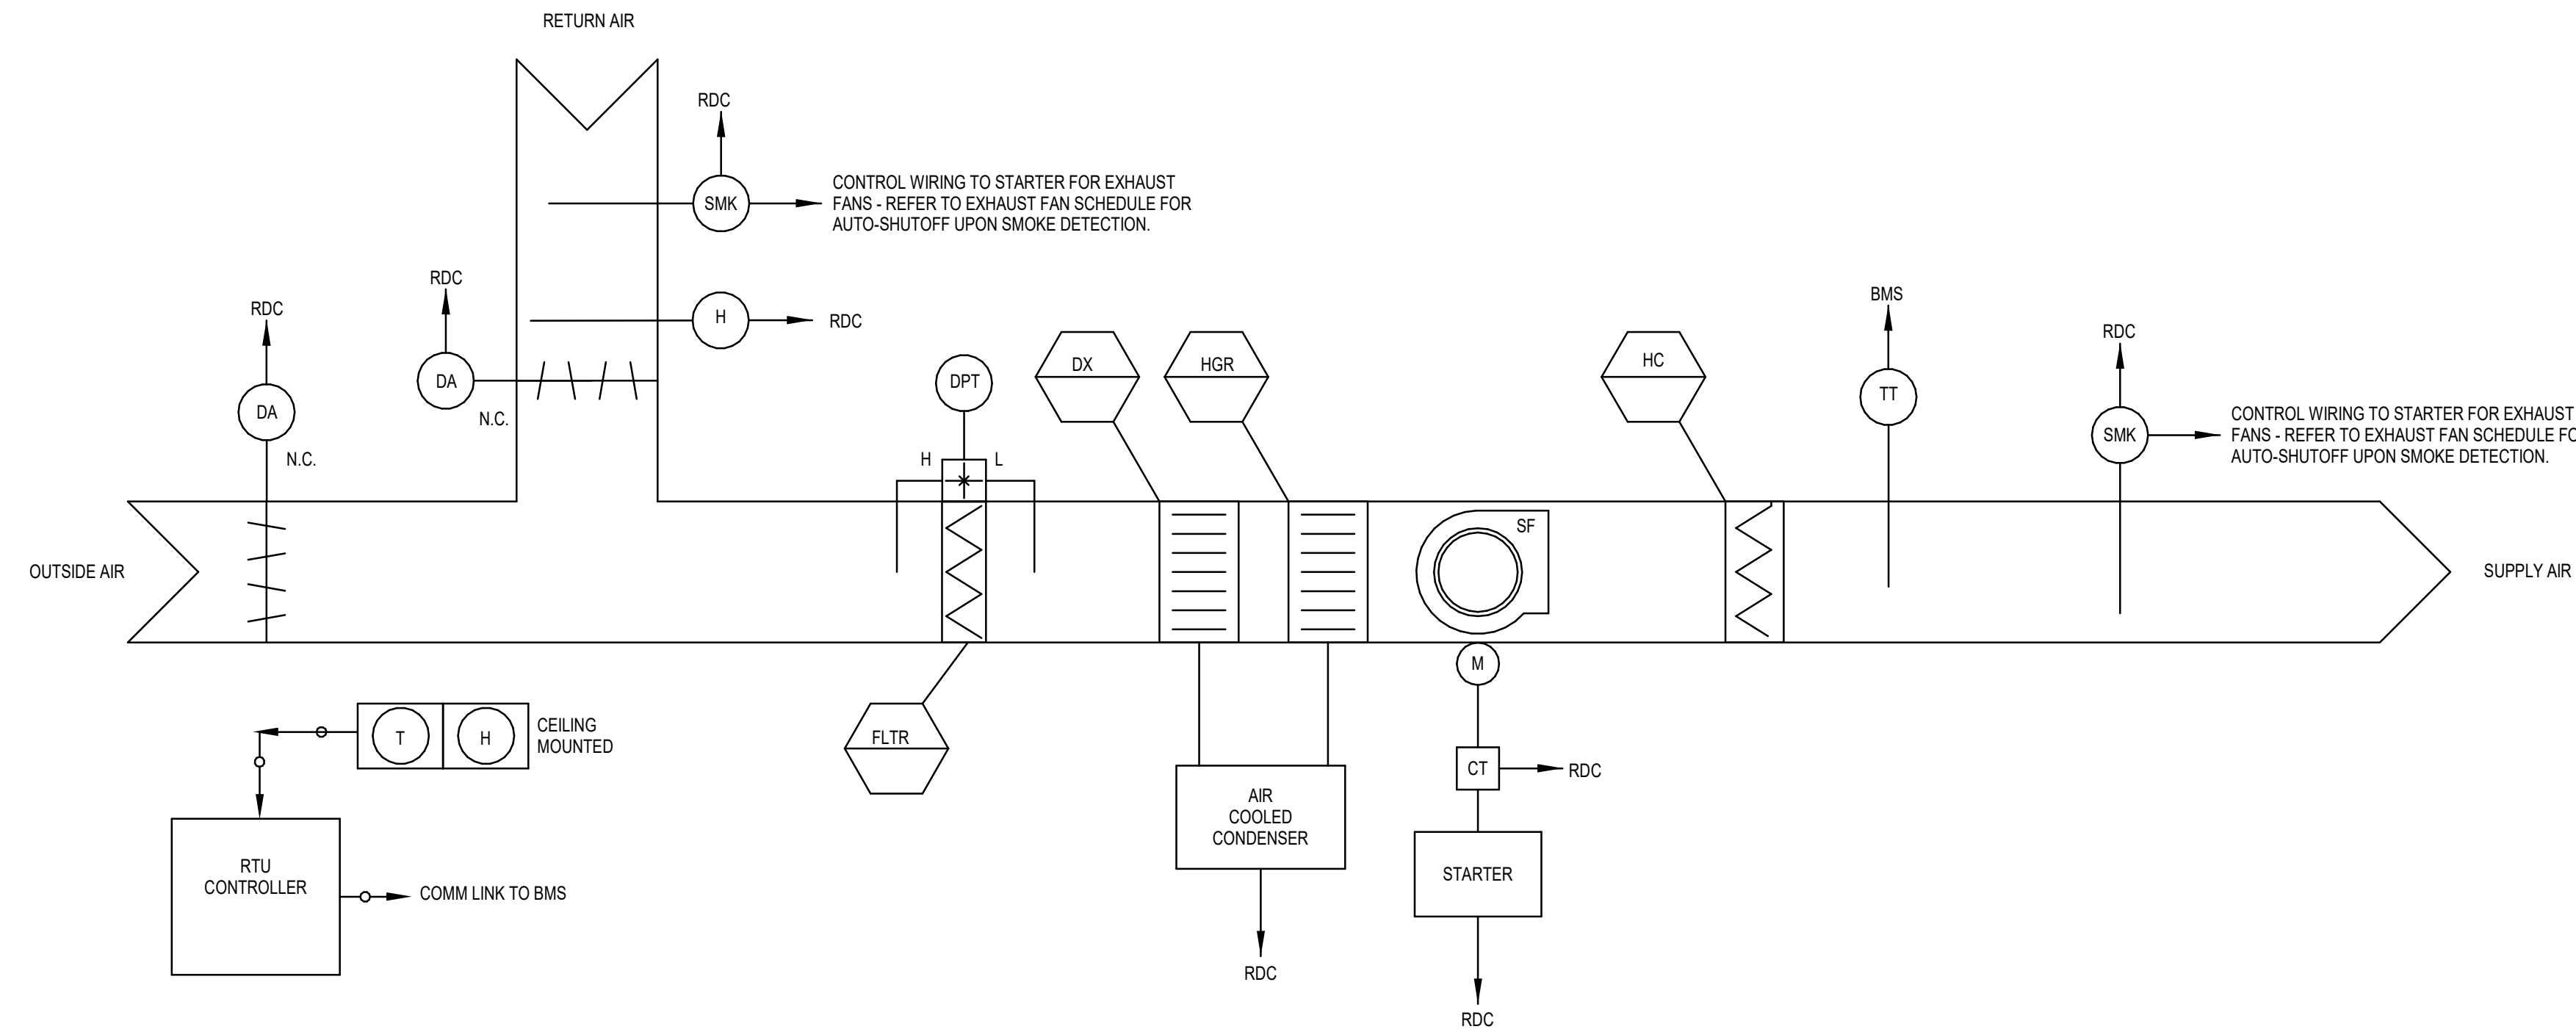 RETURN AIR
RDC
SMK
CONTROL WIRING TO STARTER FOR EXHAUST
FANS - REFER TO EXHAUST FAN SCHEDULE FOR
AUTO-SHUTOFF UPON SMOKE DETECTION.
RDC
RDC
H
RDC
DA
N.C.
DA
N.C.
DPT
H
L
DX
HGR
HC
BMS
TT
RDC
SMK
CONTROL WIRING TO STARTER FOR EXHAUST
FANS - REFER TO EXHAUST FAN SCHEDULE
AUTO-SHUTOFF UPON SMOKE DETECTION.
OUTSIDE AIR
SF
SUPPLY AIR
M
T
H
CEILING
MOUNTED
FLTR
CT
RDC
AIR
COOLED
CONDENSER
STARTER
RTU
CONTROLLER
COMM LINK TO BMS
RDC
RDC